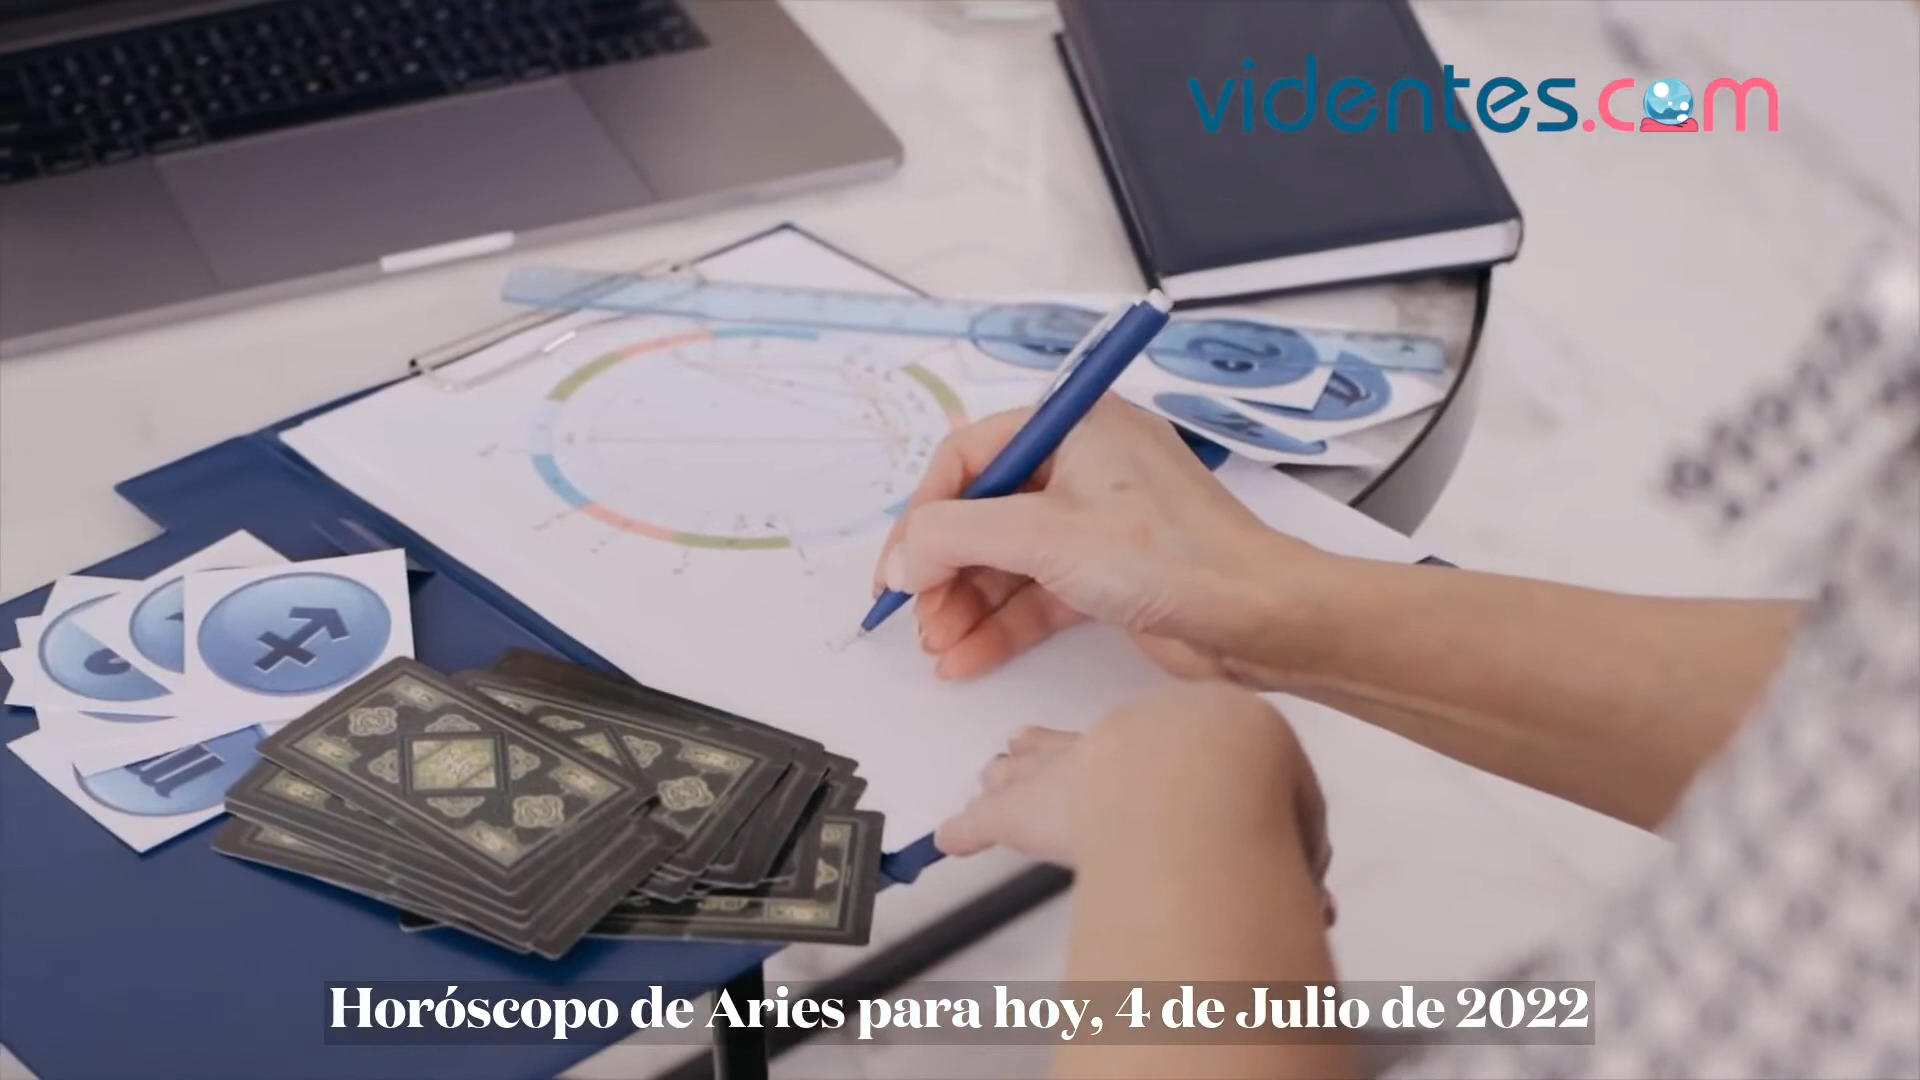 videntes.com
Horóscopo de Aries para hoy, 4 de Julio de 2022